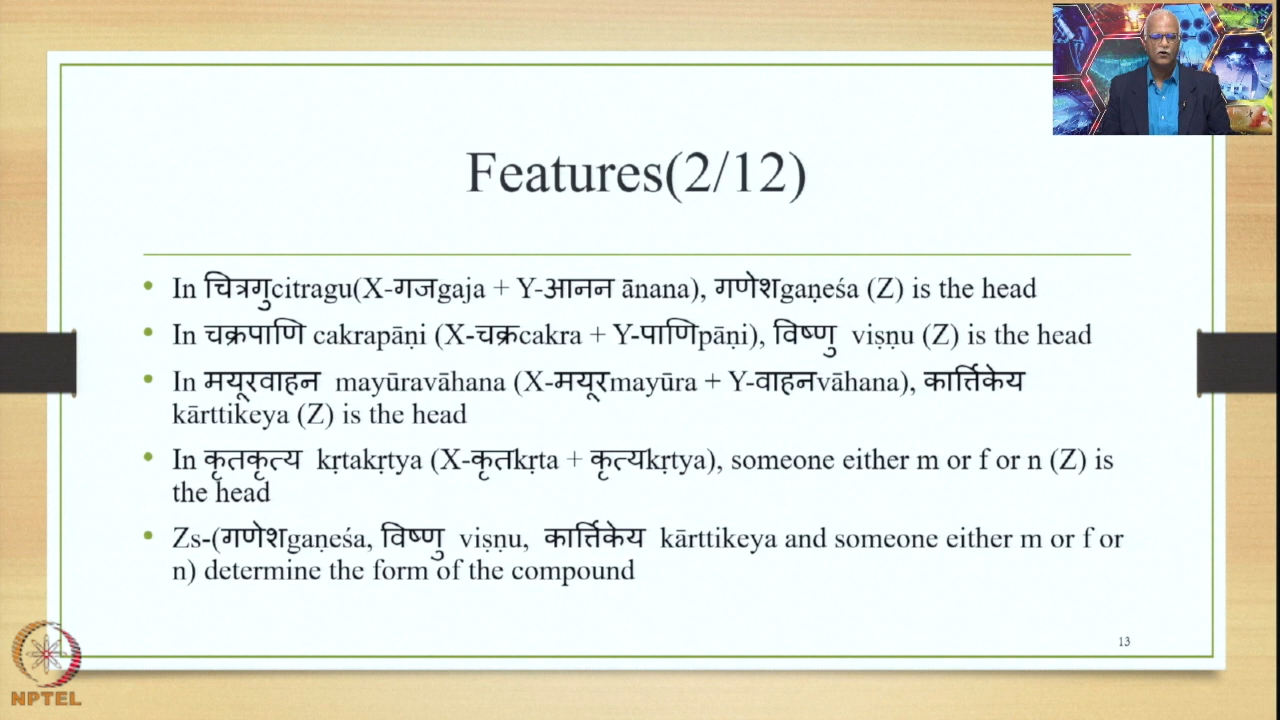 Features(2/12)
• In चित्रगुcitragu(X-गजgaja + Y-आनन ānana), गणेशgaṇeśa (Z) is the head
• In चक्रपाणि cakrapāṇi (X-चक्रcakra + Y-पाणिpāṇi), विष्णु viṣṇu (Z) is the head
• In मयूरवाहन mayūravāhana (X-मयूरmayūra + Y-वाहनvāhana), कार्त्तिकेय
kārttikeya (Z) is the head
• In कृतकृत्य kṛtakṛtya (X-कृतkṛta + कृत्यkṛtya), someone either m or f or n (Z) is
the head
• Zs-(गणेशgaṇeśa, विष्णु viṣṇu, कार्त्तिकेय kārttikeya and someone either m or f or
n) determine the form of the compound
13
NPTEL